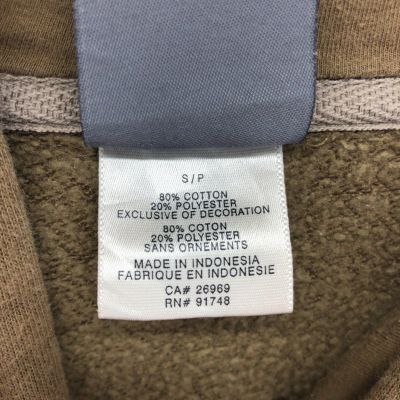 S/P
80% COTTON
20% POLYESTER
EXCLUSIVE OF DECORATION
80% COTTON
20% POLYESTER
SANS ORNEMENTS
MADE IN INDONESIA
FABRIQUE EN INDONESIE
CA# 26969
RN# 91748